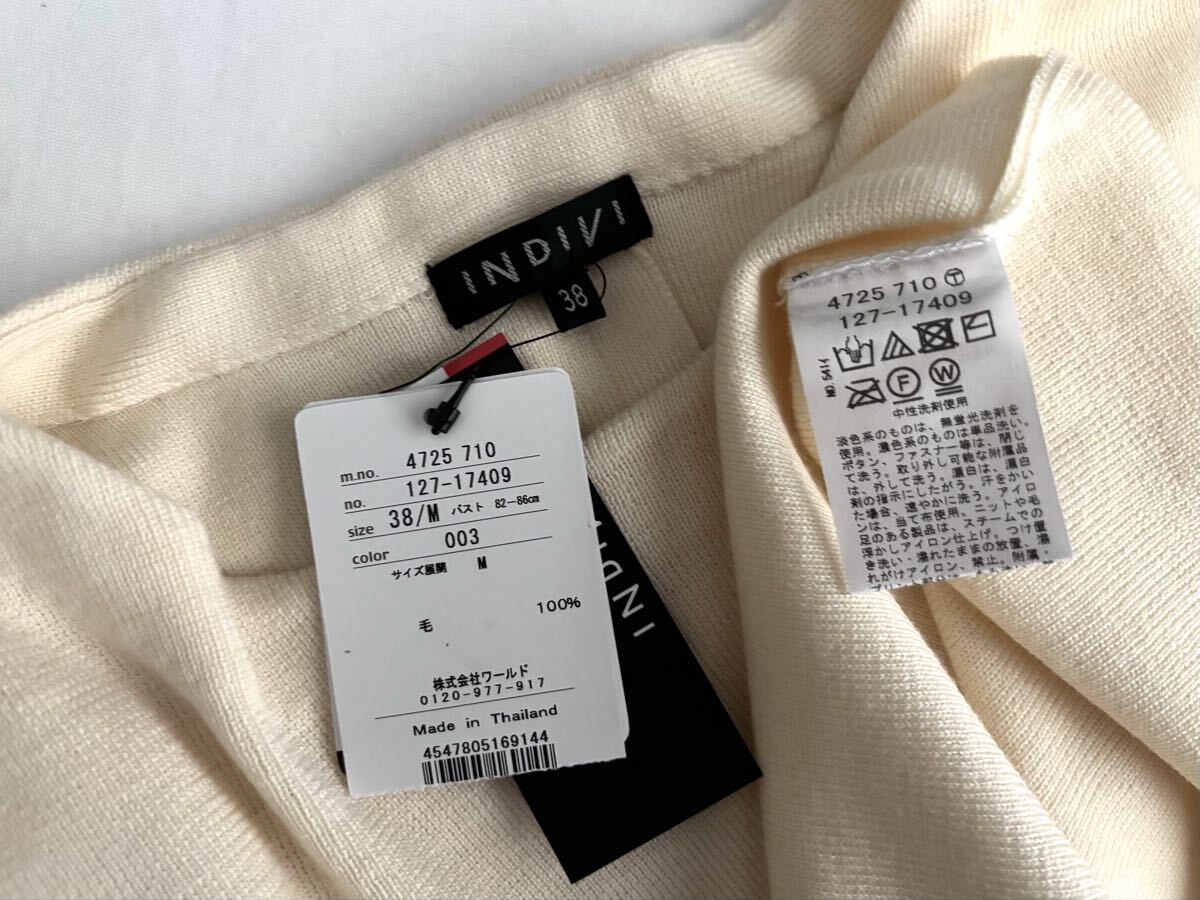 INDIVI
38
m.no. 4725 710
no. 127-17409
size 38/M バスト 82-86cm
color 003
サイズ展開 M
毛 100%
株式会社ワールド
0120-977-917
Made in Thailand
4547805169144
INDIVI
4725 710 Ⓣ
127-17409
F
W
中性洗剤使用
淡色系のものは、無蛍光洗剤を
使用。濃色系のものは単品洗い。
ボタン、ファスナー等は、閉じ
て洗う。取り外し可能な附属品
は、外して洗う。漂白は、漂白
剤の指示にしたがう。汗をかい
た場合、速やかに洗う。アイロ
ンは、当て布使用。ニットや毛
足のある製品は、スチームでの
浮かしアイロン仕上げ。つけ置
き洗い・濡れたままの放置、濡
れがけアイロン、禁止。附属、